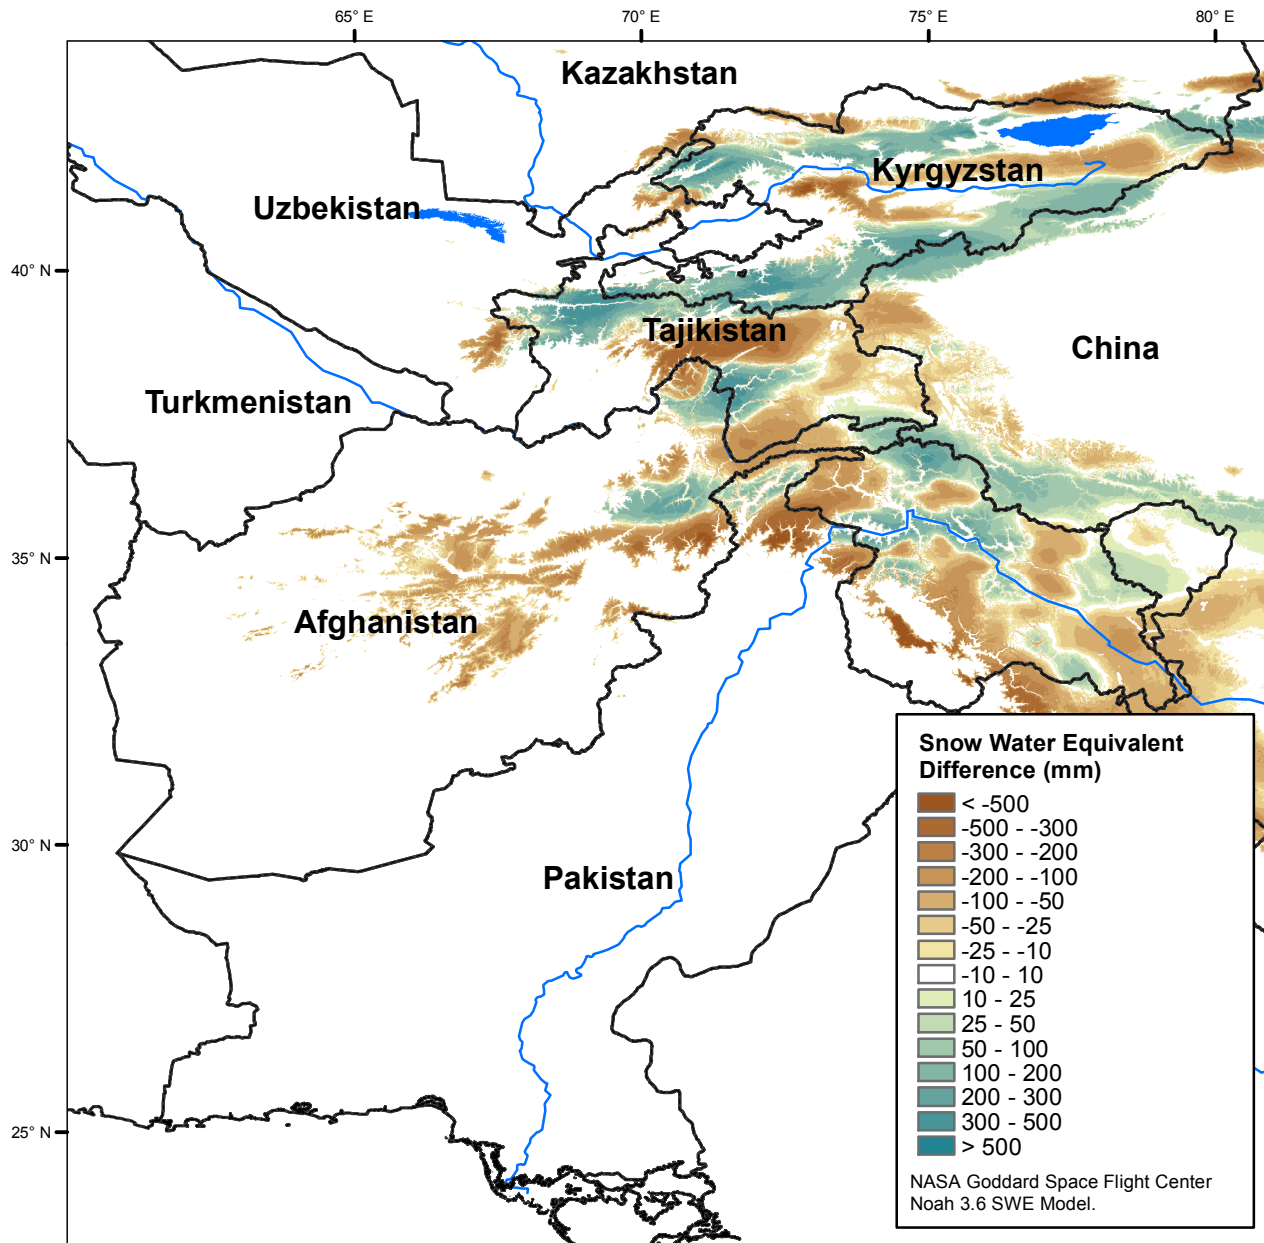 65° E
70° E
75° E
80° E
Kazakhstan
Kyrgyzstan
Uzbekistan
40° N
Tajikistan
China
Turkmenistan
35° N
Afghanistan
Snow Water Equivalent
Difference (mm)
< -500
-500 - -300
-300 - -200
-200 - -100
-100 - -50
-50 - -25
-25 - -10
-10 - 10
10 - 25
25 - 50
50 - 100
100 - 200
200 - 300
300 - 500
> 500
NASA Goddard Space Flight Center
Noah 3.6 SWE Model.
30° N
Pakistan
25° N